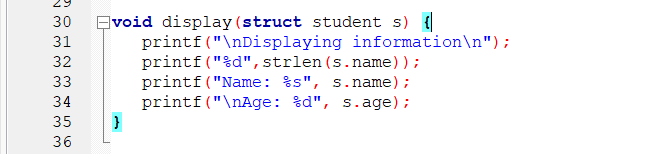 29
30 void display(struct student s) {
31 printf("\nDisplaying information\n");
32 printf("%d",strlen(s.name));
33 printf("Name: %s", s.name);
34 printf("\nAge: %d", s.age);
35 }
36